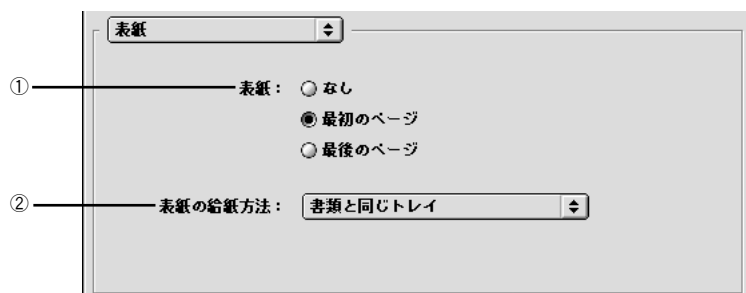 表紙
① 表紙： なし
最初のページ
最後のページ
② 表紙の給紙方法： 書類と同じトレイ